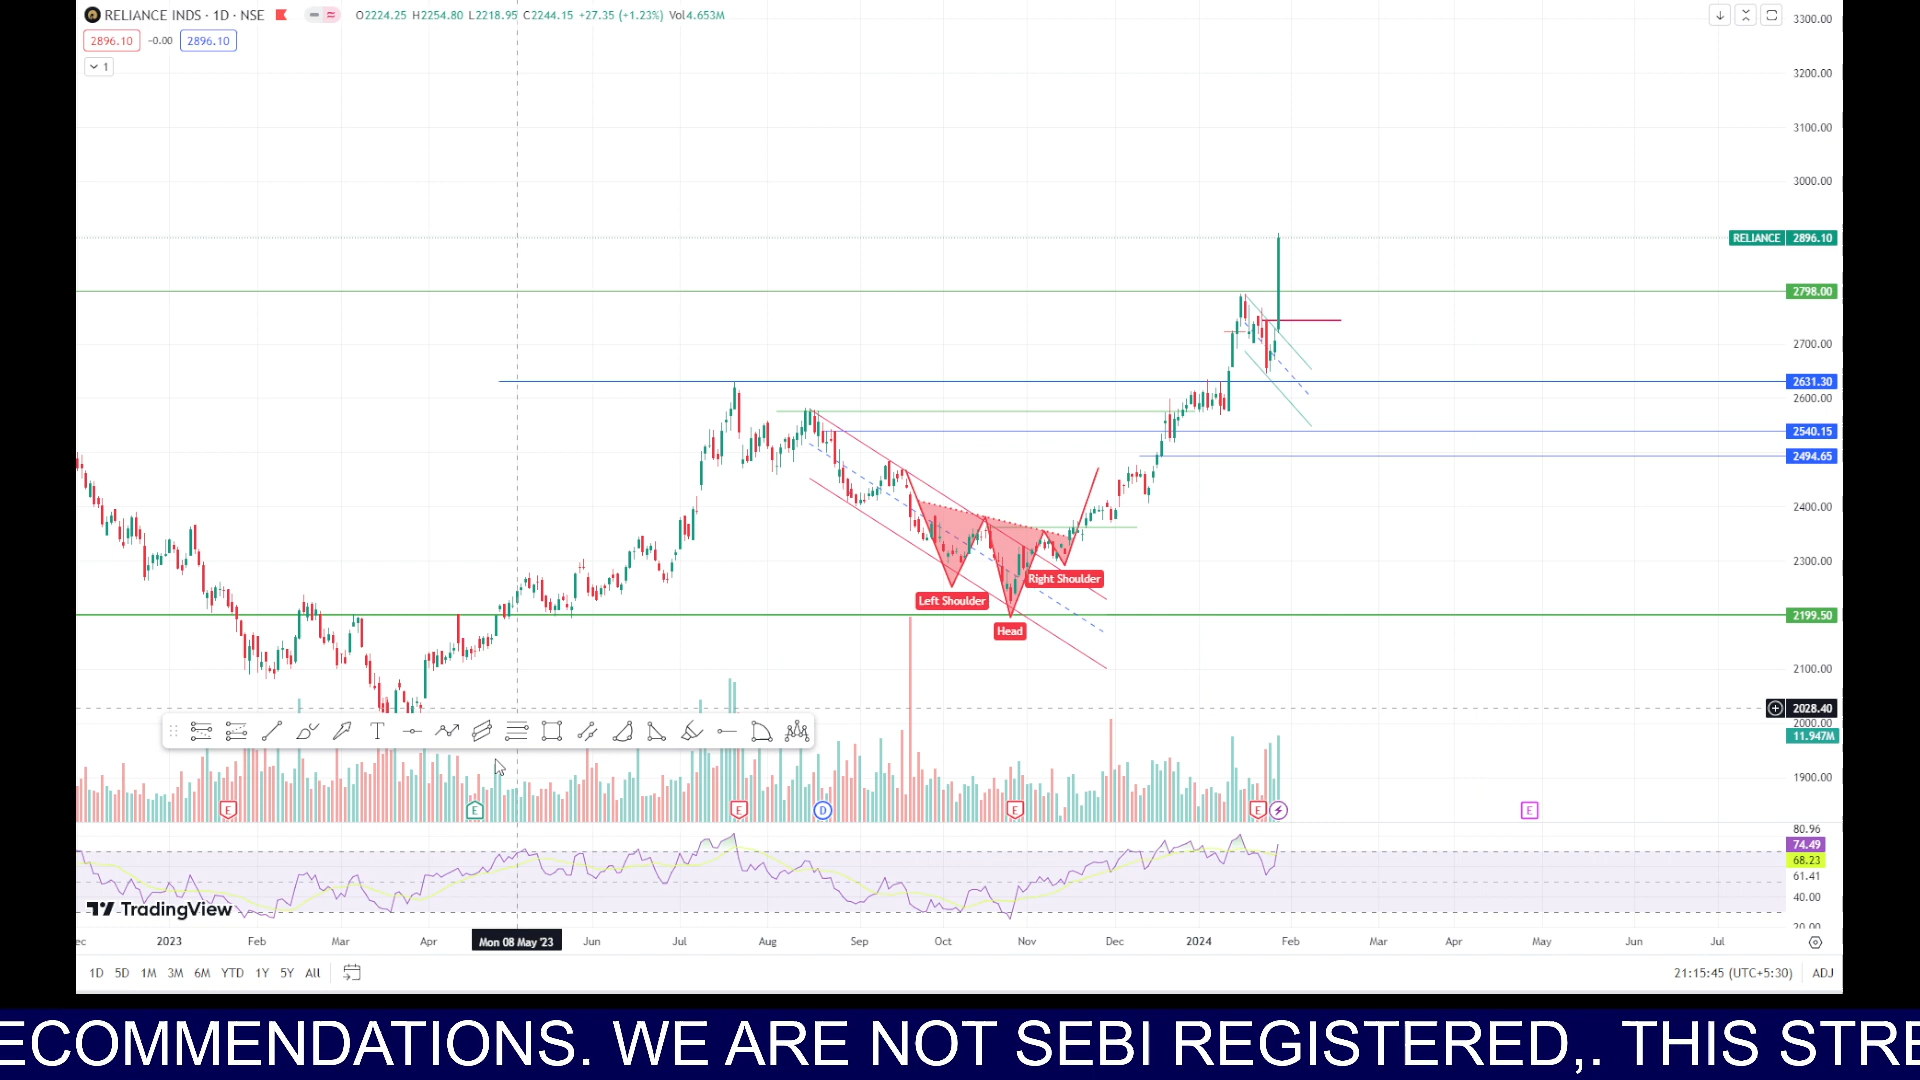 RELIANCE INDS · 1D · NSE O2224.25 H2254.80 L2218.95 C2244.15 +27.35 (+1.23%) Vol4.653M
2896.10 -0.00 2896.10
1
3300.00
3200.00
3100.00
3000.00
RELIANCE 2896.10
2798.00
2700.00
2631.30
2600.00
2540.15
2494.65
2400.00
2300.00
Right Shoulder
Left Shoulder
Head
2199.50
2100.00
2028.40
2000.00
11.947M
1900.00
T
E E E D E E E
80.96
74.49
68.23
61.41
40.00
20.00
TradingView
ec 2023 Feb Mar Apr Mon 08 May '23 Jun Jul Aug Sep Oct Nov Dec 2024 Feb Mar Apr May Jun Jul
1D 5D 1M 3M 6M YTD 1Y 5Y All 21:15:45 (UTC+5:30) ADJ
ECOMMENDATIONS. WE ARE NOT SEBI REGISTERED,. THIS STRE